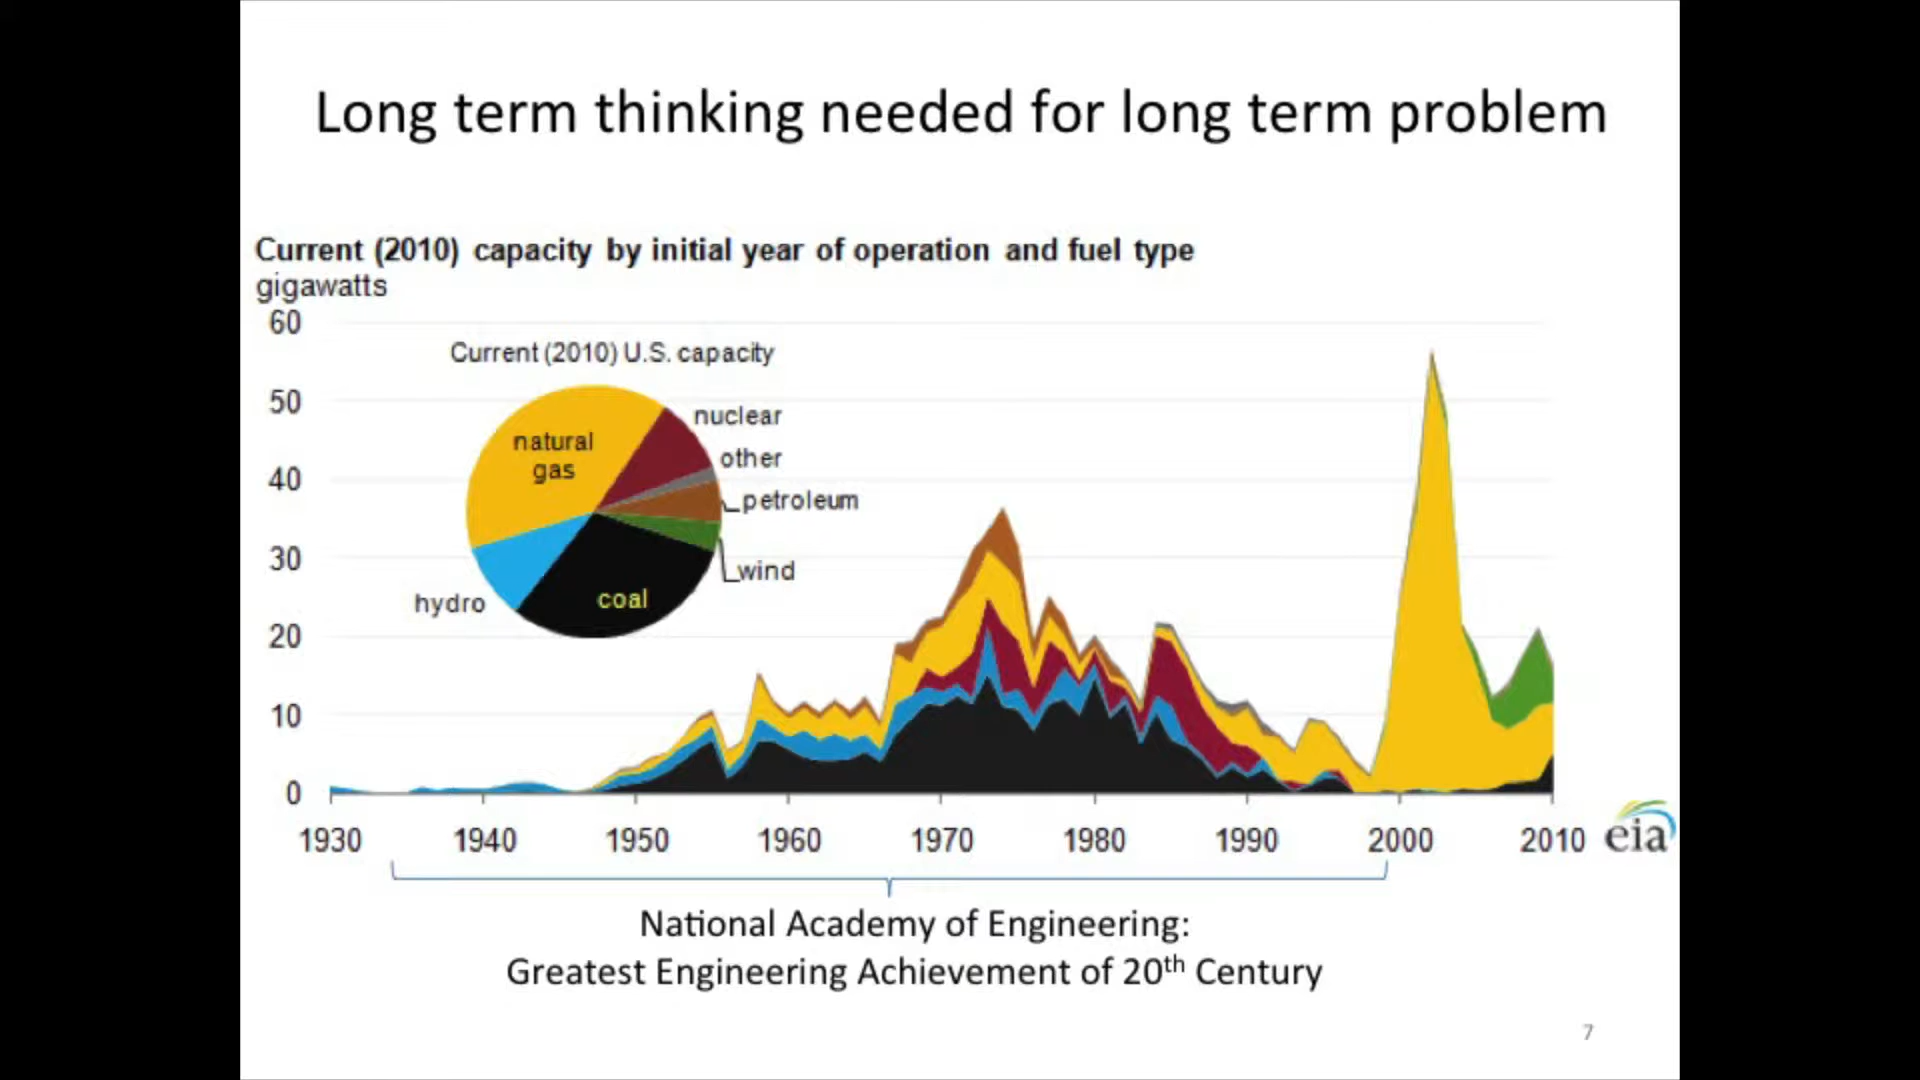 Long term thinking needed for long term problem
Current (2010) capacity by initial year of operation and fuel type
gigawatts
60
50
40
30
20
10
0
Current (2010) U.S. capacity
natural
gas
nuclear
other
petroleum
wind
coal
hydro
1930 1940 1950 1960 1970 1980 1990 2000 2010
eia
National Academy of Engineering:
Greatest Engineering Achievement of 20th Century
7